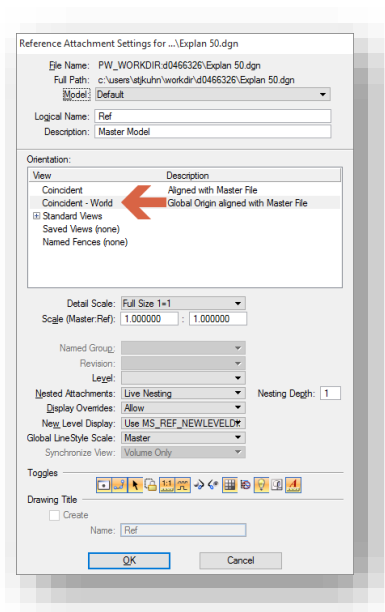 Reference Attachment Settings for ...\Explan 50.dgn
File Name: PW_WORKDIR:d0466326\Explan 50.dgn
Full Path: c:\users\stjkuhn\workdir\d0466326\Explan 50.dgn
Model: Default
Logical Name: Ref
Description: Master Model
Orientation:
View Description
Coincident Aligned with Master File
Coincident - World Global Origin aligned with Master File
Standard Views
Saved Views (none)
Named Fences (none)
Detail Scale: Full Size 1=1
Scale (Master:Ref): 1.000000 : 1.000000
Named Group:
Revision:
Level:
Nested Attachments: Live Nesting Nesting Depth: 1
Display Overrides: Allow
New Level Display: Use MS_REF_NEWLEVELDI
Global LineStyle Scale: Master
Synchronize View: Volume Only
Toggles
1:1
Drawing Title
Create
Name: Ref
OK Cancel